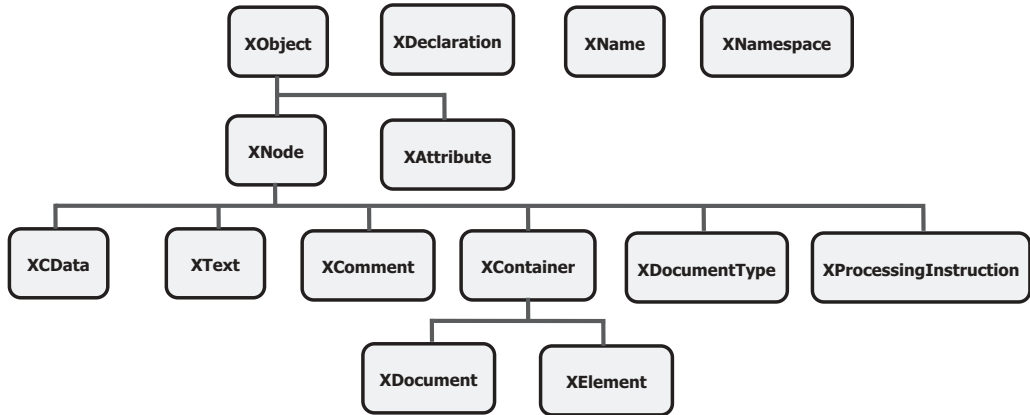 XObject
XDeclaration
XName
XNamespace
XNode
XAttribute
XCData
XText
XComment
XContainer
XDocumentType
XProcessingInstruction
XDocument
XElement